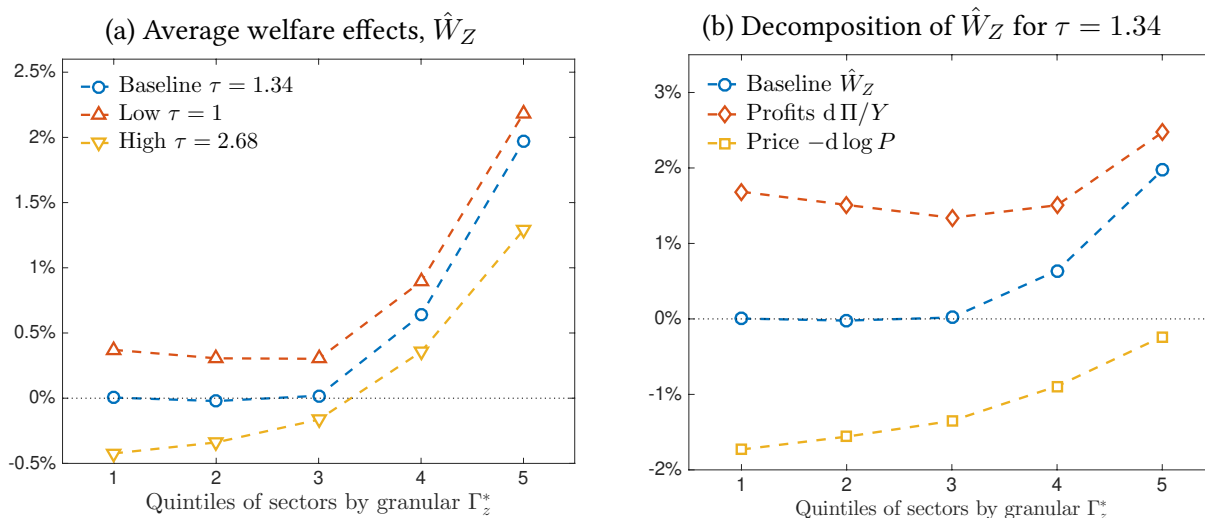 (a) Average welfare effects, Ŵ_Z
2.5%
2%
1.5%
1%
0.5%
0%
-0.5%
Baseline τ = 1.34
Low τ = 1
High τ = 2.68
1 2 3 4 5
Quintiles of sectors by granular Γ*_z
(b) Decomposition of Ŵ_Z for τ = 1.34
3%
2%
1%
0%
-1%
-2%
Baseline Ŵ_Z
Profits d Π/Y
Price −d log P
1 2 3 4 5
Quintiles of sectors by granular Γ*_z